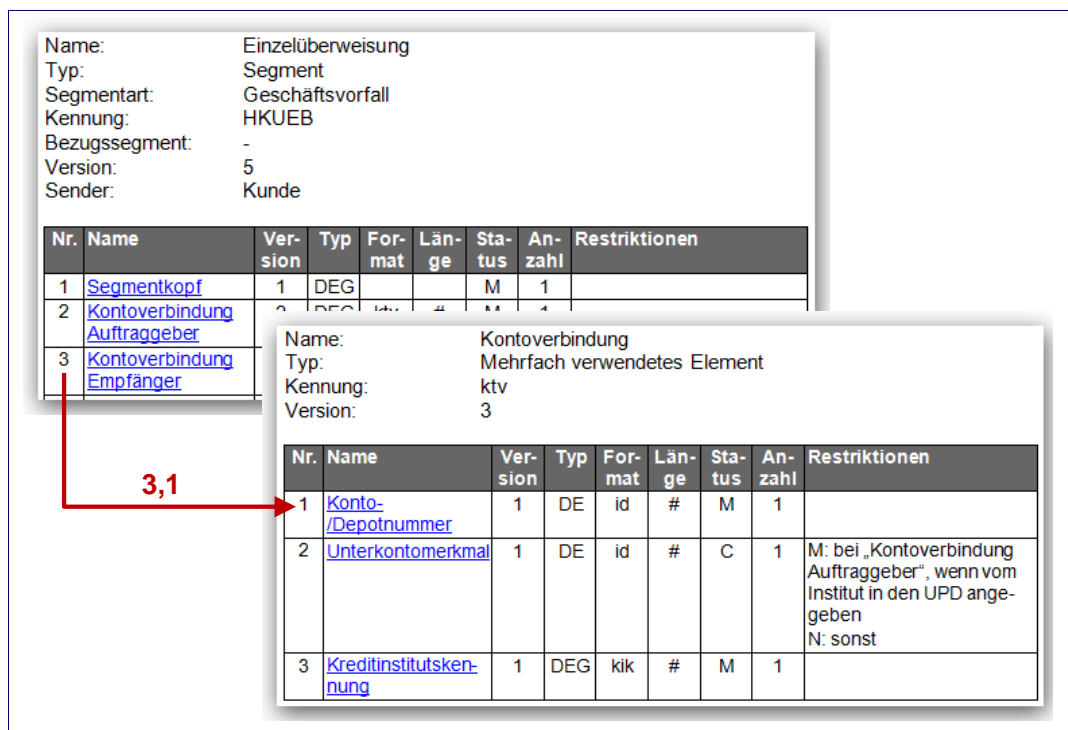 Name: Einzelüberweisung
Typ: Segment
Segmentart: Geschäftsvorfall
Kennung: HKUEB
Bezugssegment: -
Version: 5
Sender: Kunde
Nr. Name Ver- Typ For- Län- Sta- An- Restriktionen
sion mat ge tus zahl
1 Segmentkopf 1 DEG M 1
2 Kontoverbindung
Auftraggeber
3 Kontoverbindung
Empfänger
3,1
Name: Kontoverbindung
Typ: Mehrfach verwendetes Element
Kennung: ktv
Version: 3
Nr. Name Ver- Typ For- Län- Sta- An- Restriktionen
sion mat ge tus zahl
1 Konto- 1 DE id # M 1
/Depotnummer
2 Unterkontomerkmal 1 DE id # C 1 M: bei „Kontoverbindung
Auftraggeber“, wenn vom
Institut in den UPD ange-
geben
N: sonst
3 Kreditinstitutsken- 1 DEG kik # M 1
nung